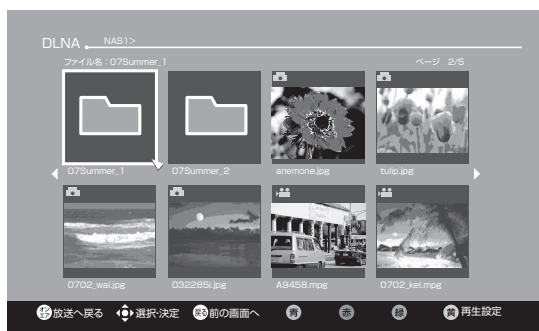 DLNA NAS1>
ファイル名：07Summer_1 ページ 2/5
07Summer_1 07Summer_2 anemone.jpg tulip.jpg
0702_wai.jpg 032285i.jpg A9458.mpg 0702_kei.mpg
放送へ戻る 選択・決定 戻る 前の画面へ 青 赤 緑 黄 再生設定